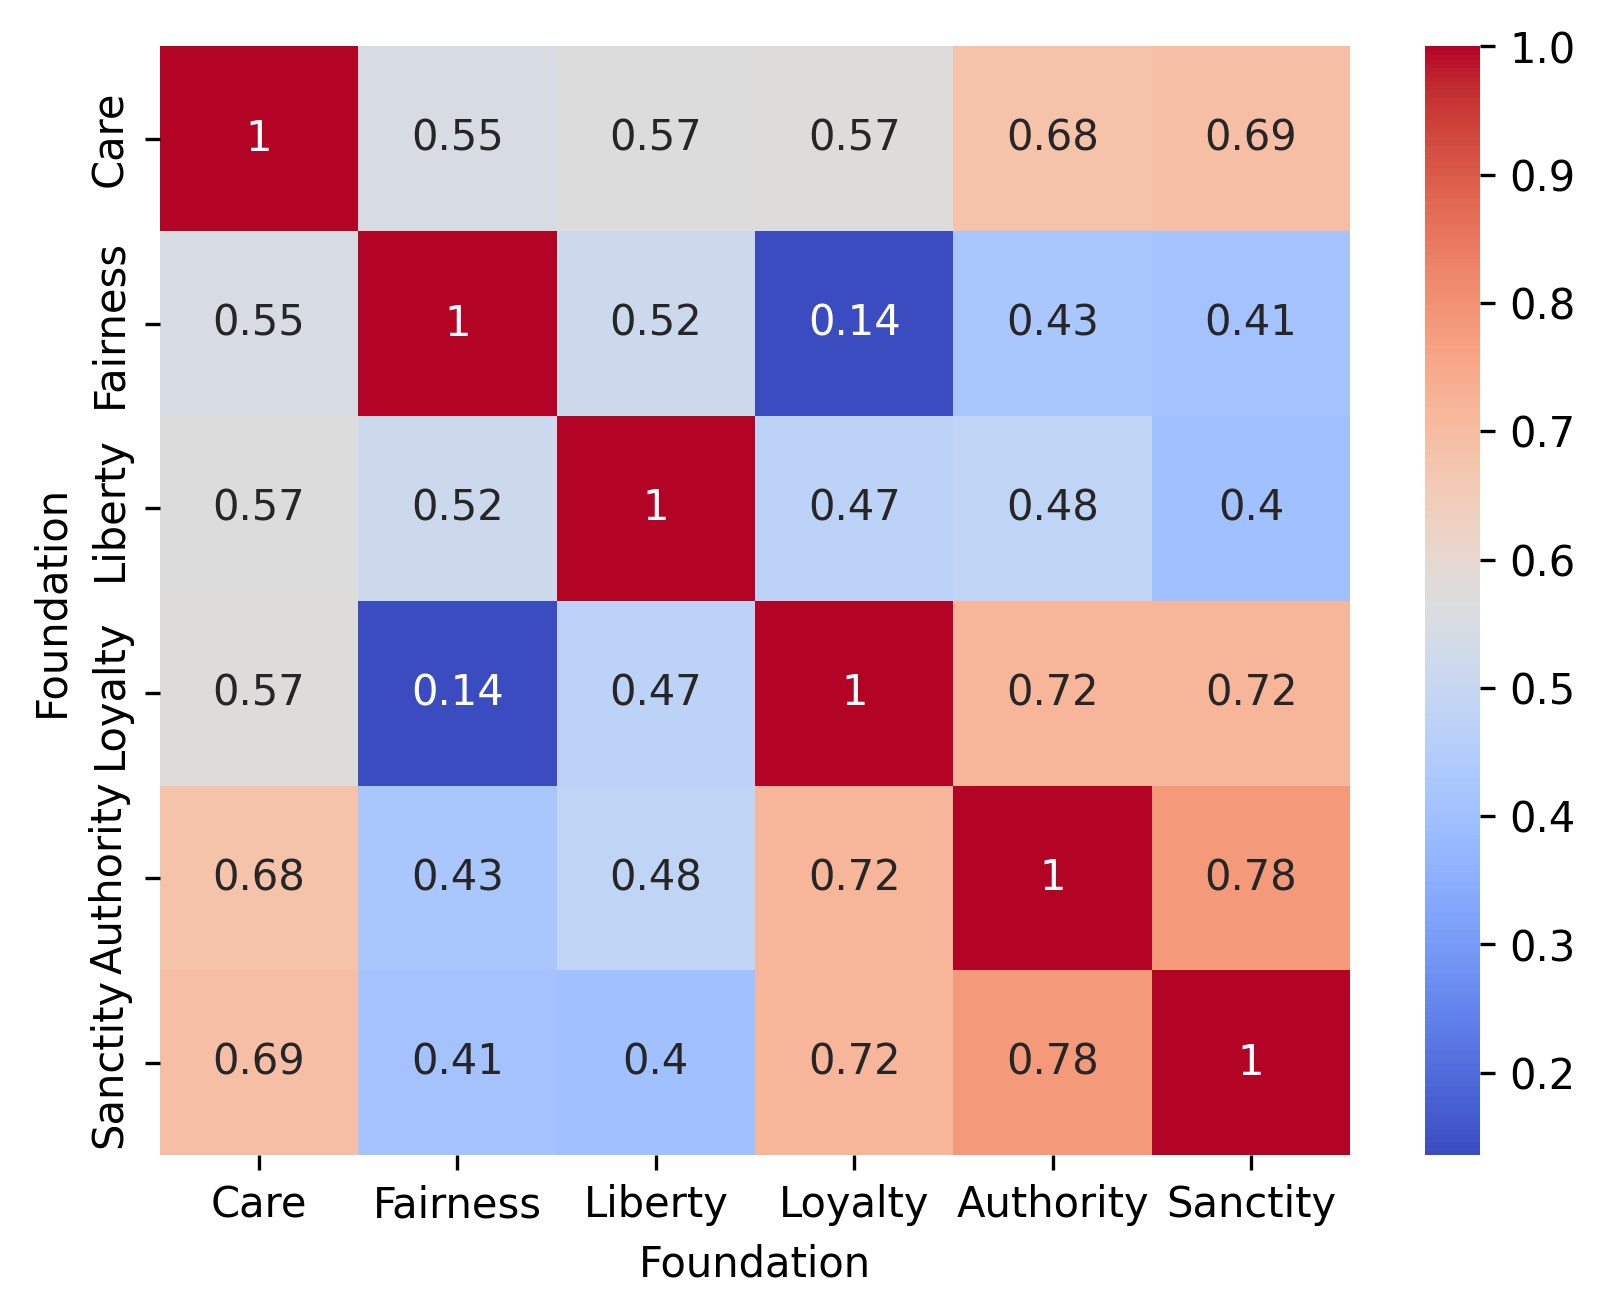 Foundation
Care 1 0.55 0.57 0.57 0.68 0.69
Fairness 0.55 1 0.52 0.14 0.43 0.41
Liberty 0.57 0.52 1 0.47 0.48 0.4
Loyalty 0.57 0.14 0.47 1 0.72 0.72
Authority 0.68 0.43 0.48 0.72 1 0.78
Sanctity 0.69 0.41 0.4 0.72 0.78 1
Care Fairness Liberty Loyalty Authority Sanctity
Foundation
1.0
0.9
0.8
0.7
0.6
0.5
0.4
0.3
0.2